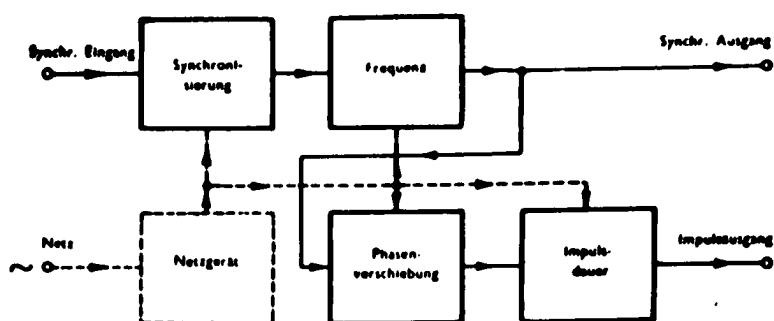 Synchr. Eingang
Synchroni-
sierung
Frequenz
Synchr. Ausgang
Netz
~
Netzgerät
Phasen-
verschiebung
Impuls-
dauer
Impulsausgang